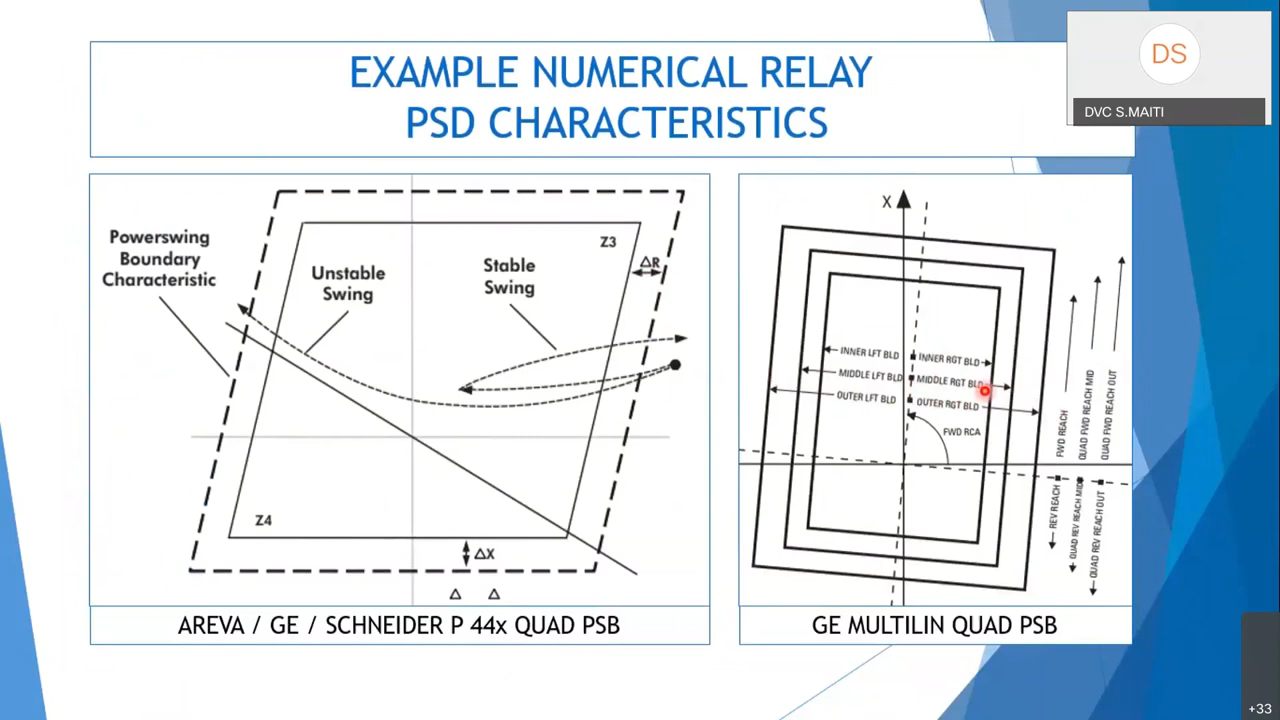 EXAMPLE NUMERICAL RELAY
PSD CHARACTERISTICS
DS
DVC S.MAITI
Powerswing
Boundary
Characteristic
Unstable
Swing
Stable
Swing
Z3
△R
Z4
△X
△ △
AREVA / GE / SCHNEIDER P 44x QUAD PSB
X
INNER LFT BLD
INNER RGT BLD
MIDDLE LFT BLD
MIDDLE RGT BLD
OUTER LFT BLD
OUTER RGT BLD
FWD RCA
FWD REACH
QUAD FWD REACH MID
QUAD FWD REACH OUT
REV REACH
QUAD REV REACH MID
QUAD REV REACH OUT
GE MULTILIN QUAD PSB
+33